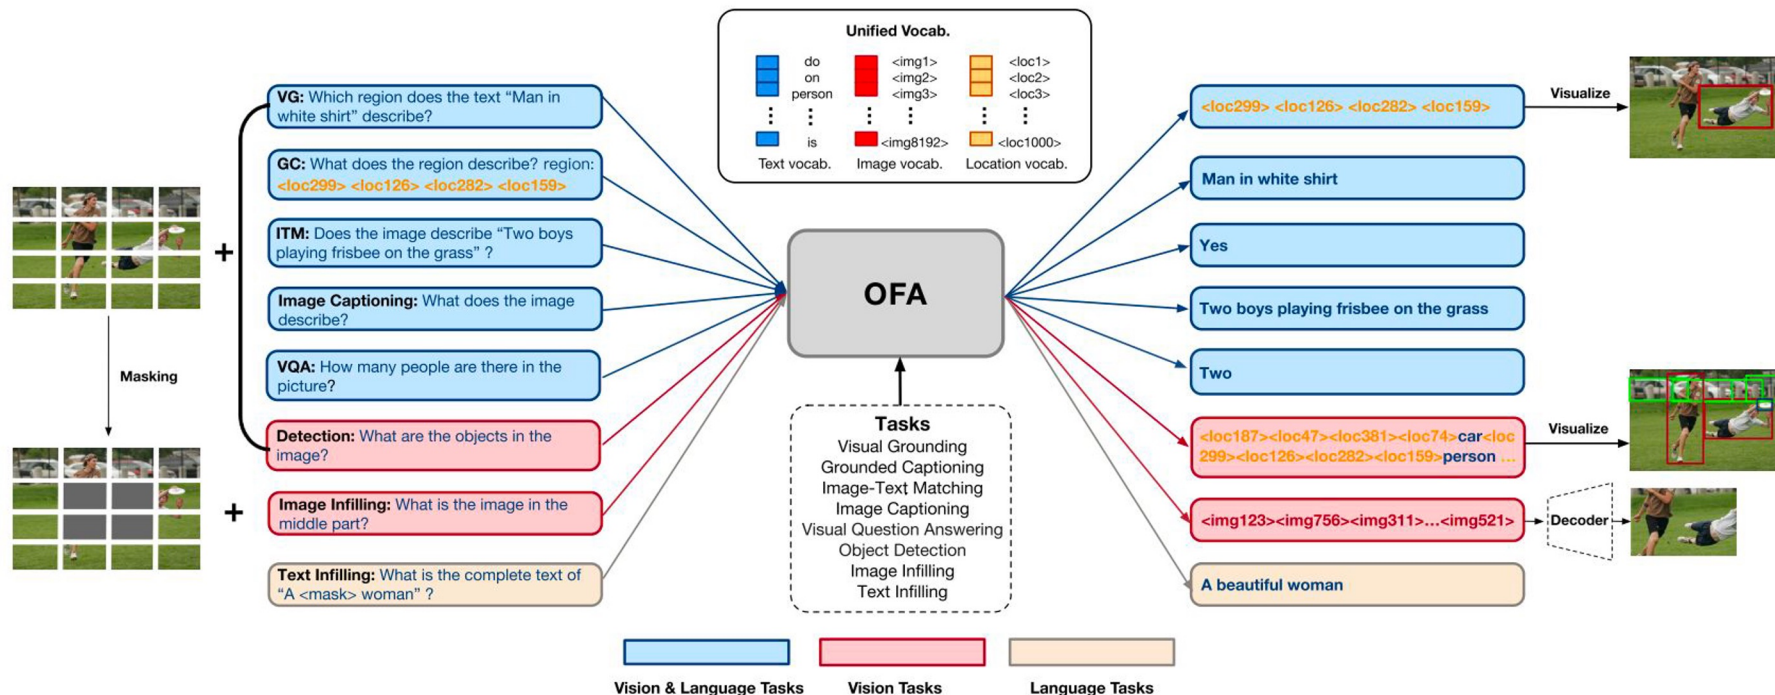 Unified Vocab.
do
on
person
is
Text vocab.
<img1>
<img2>
<img3>
<img8192>
Image vocab.
<loc1>
<loc2>
<loc3>
<loc1000>
Location vocab.
VG: Which region does the text “Man in
white shirt” describe?
GC: What does the region describe? region:
<loc299> <loc126> <loc282> <loc159>
ITM: Does the image describe “Two boys
playing frisbee on the grass” ?
Image Captioning: What does the image
describe?
VQA: How many people are there in the
picture?
Detection: What are the objects in the
image?
Image Infilling: What is the image in the
middle part?
Text Infilling: What is the complete text of
“A <mask> woman” ?
+
Masking
+
OFA
Tasks
Visual Grounding
Grounded Captioning
Image-Text Matching
Image Captioning
Visual Question Answering
Object Detection
Image Infilling
Text Infilling
<loc299> <loc126> <loc282> <loc159>
Visualize
Man in white shirt
Yes
Two boys playing frisbee on the grass
Two
<loc187><loc47><loc381><loc74>car<loc
299><loc126><loc282><loc159>person ...
Visualize
<img123><img756><img311>...<img521>
Decoder
A beautiful woman
Vision & Language Tasks
Vision Tasks
Language Tasks